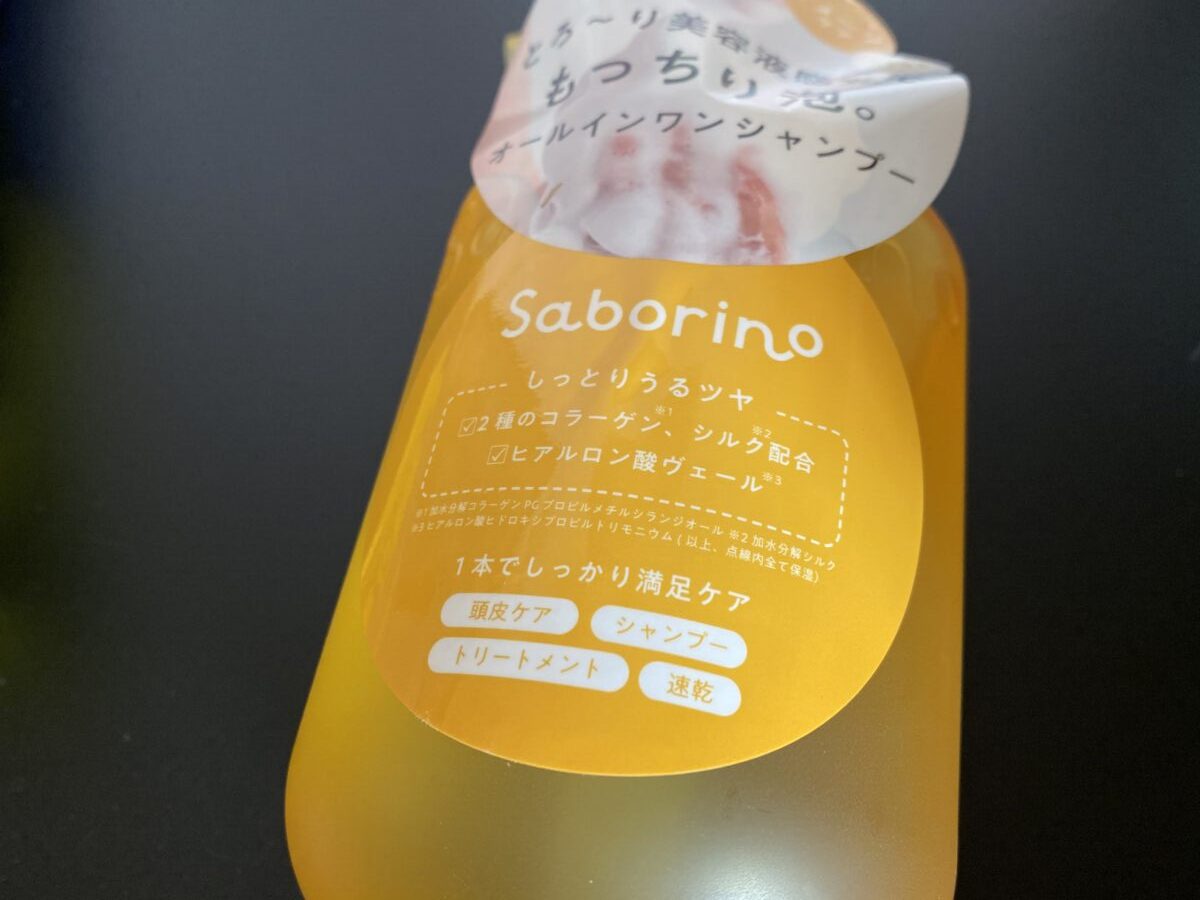 とろ〜り美容液
もっちり泡。
オールインワンシャンプー
Saborino
しっとりうるツヤ
☑2種のコラーゲン※1、シルク※2配合
☑ヒアルロン酸ヴェール※3
※1 加水分解コラーゲンPGプロピルメチルシランジオール ※2 加水分解シルク
※3 ヒアルロン酸ヒドロキシプロピルトリモニウム(以上、点線内全て保湿)
1本でしっかり満足ケア
頭皮ケア シャンプー
トリートメント 速乾